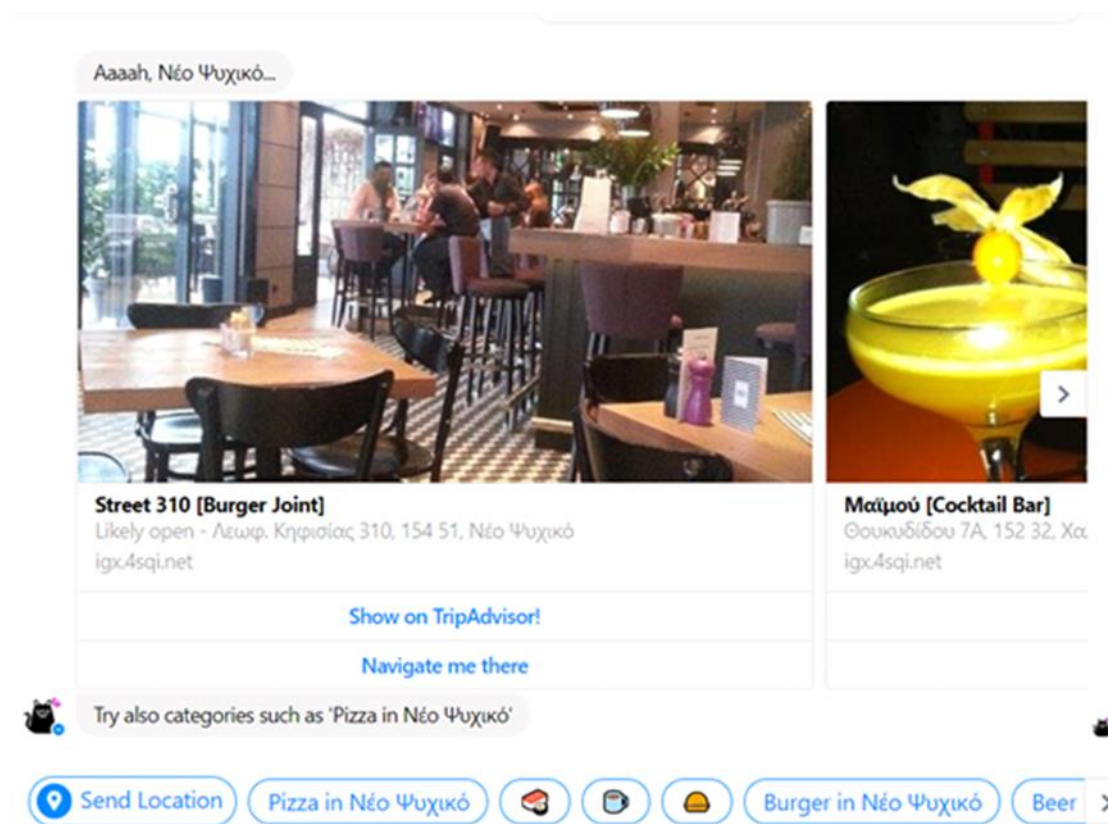 Aaaah, Νέο Ψυχικό...
Street 310 [Burger Joint]
Likely open - Λεωφ. Κηφισίας 310, 154 51, Νέο Ψυχικό
igx.4sqi.net
Show on TripAdvisor!
Navigate me there
Μαϊμού [Cocktail Bar]
Θουκυδίδου 7Α, 152 32, Χα
igx.4sqi.net
Try also categories such as 'Pizza in Νέο Ψυχικό'
Send Location
Pizza in Νέο Ψυχικό
Burger in Νέο Ψυχικό
Beer